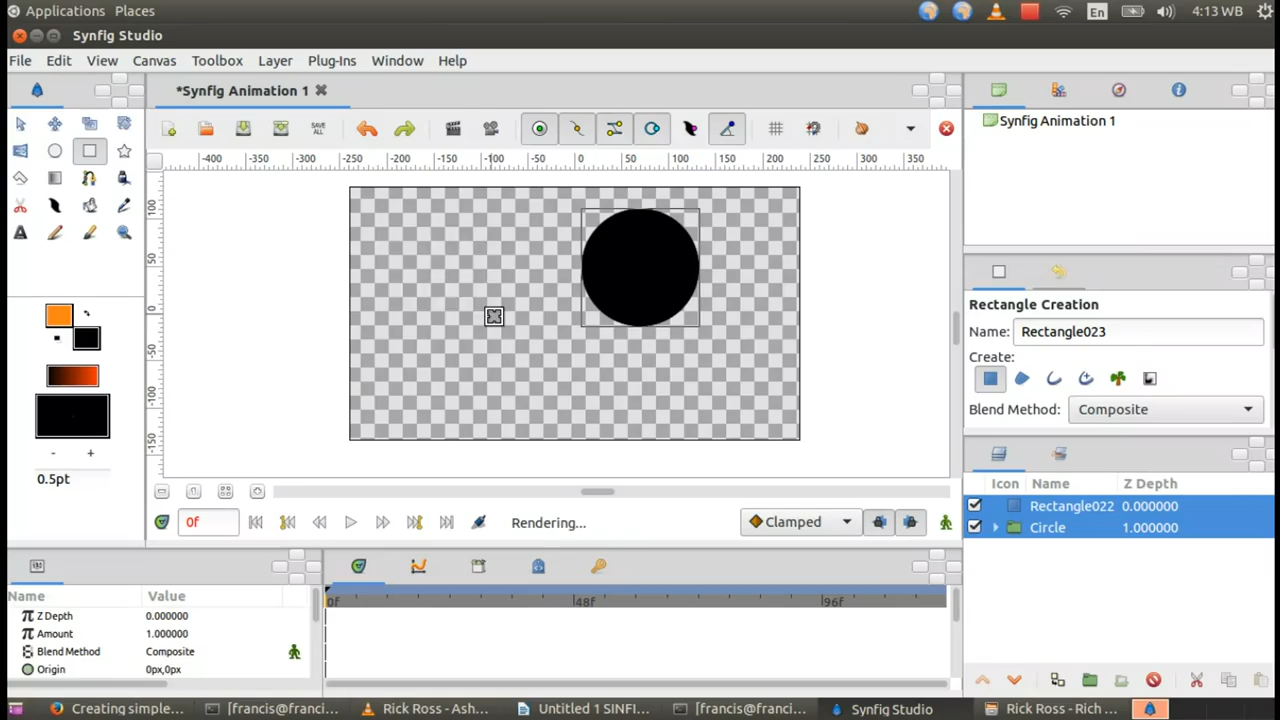 Applications Places
En 4:13 WB
Synfig Studio
File Edit View Canvas Toolbox Layer Plug-Ins Window Help
*Synfig Animation 1
SAVE ALL
-400 -350 -300 -250 -200 -150 -100 -50 0 50 100 150 200 250 300 350
100
50
0
-50
-100
-150
0.5pt
0f
Rendering...
Clamped
Name Value
Z Depth 0.000000
Amount 1.000000
Blend Method Composite
Origin 0px,0px
0f 48f 96f
Synfig Animation 1
Rectangle Creation
Name: Rectangle023
Create:
Blend Method: Composite
Icon Name Z Depth
Rectangle022 0.000000
Circle 1.000000
Creating simple... [francis@franci... Rick Ross - Ash... Untitled 1 SINFI... [francis@franci... Synfig Studio Rick Ross - Rich ...